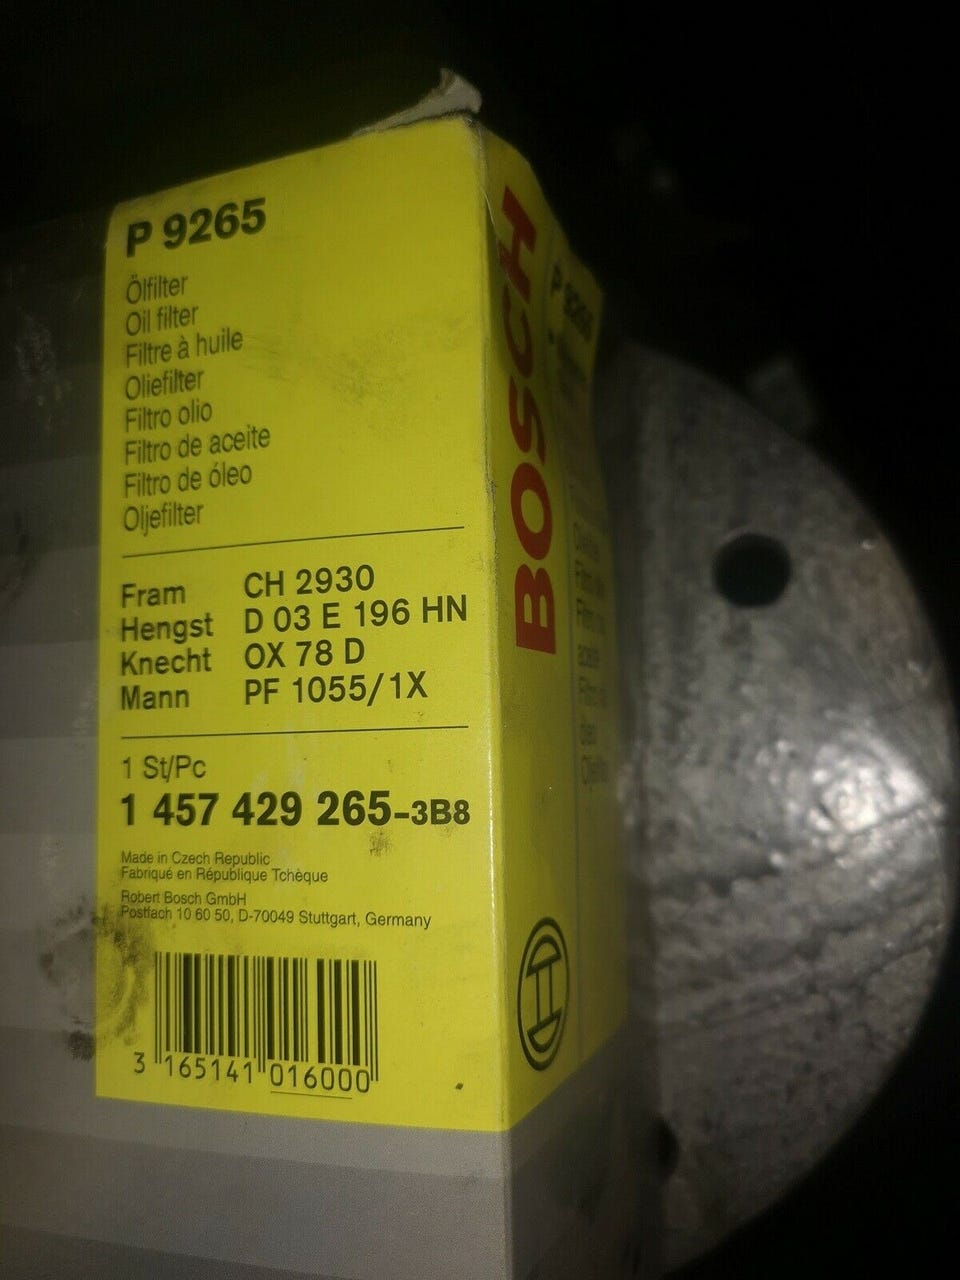 P 9265
Ölfilter
Oil filter
Filtre à huile
Oliefilter
Filtro olio
Filtro de aceite
Filtro de óleo
Oljefilter
Fram CH 2930
Hengst D 03 E 196 HN
Knecht OX 78 D
Mann PF 1055/1X
1 St/Pc
1 457 429 265-3B8
Made in Czech Republic
Fabriqué en République Tchèque
Robert Bosch GmbH
Postfach 10 60 50, D-70049 Stuttgart, Germany
3 165141 016000
BOSCH
P 9265